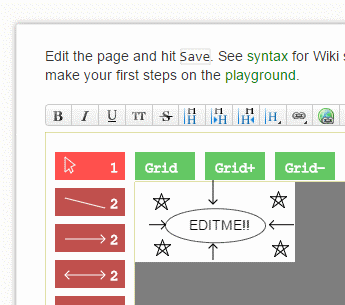 Edit the page and hit Save. See syntax for Wiki s
make your first steps on the playground.
B I U TT S H H H H
1 Grid Grid+ Grid-
2
EDITME!!
2
2